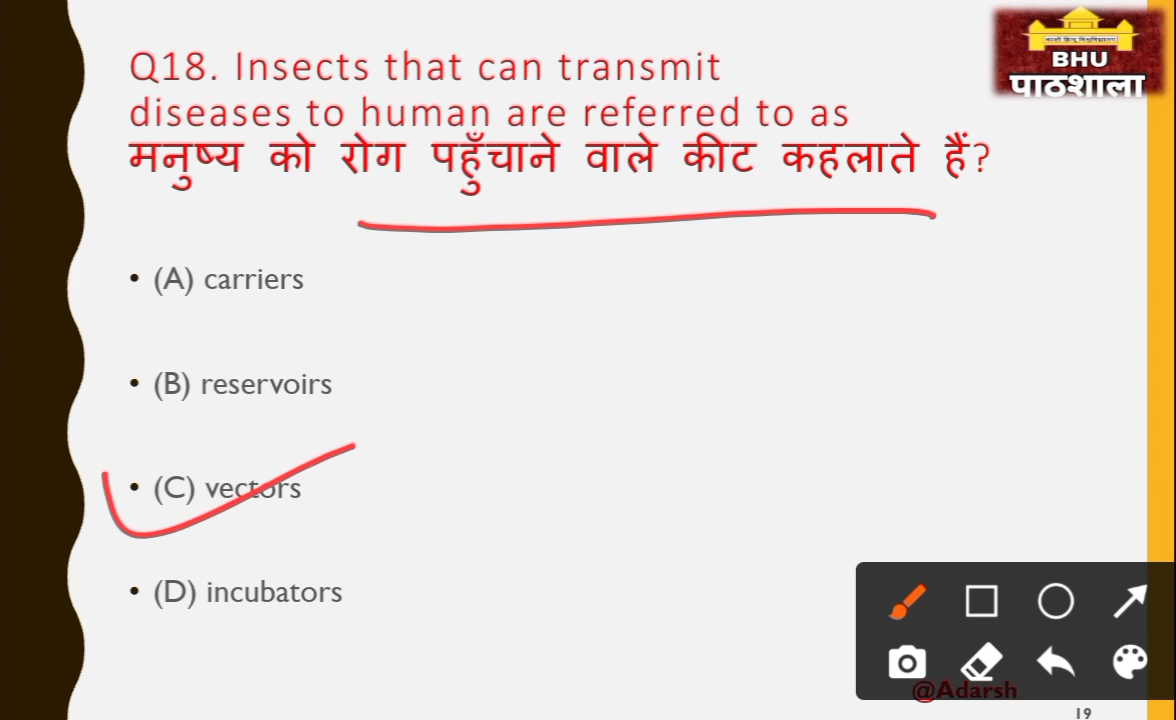 BHU
पाठशाला
Q18. Insects that can transmit
diseases to human are referred to as
मनुष्य को रोग पहुँचाने वाले कीट कहलाते हैं?
• (A) carriers
• (B) reservoirs
• (C) vectors
• (D) incubators
@Adarsh
19